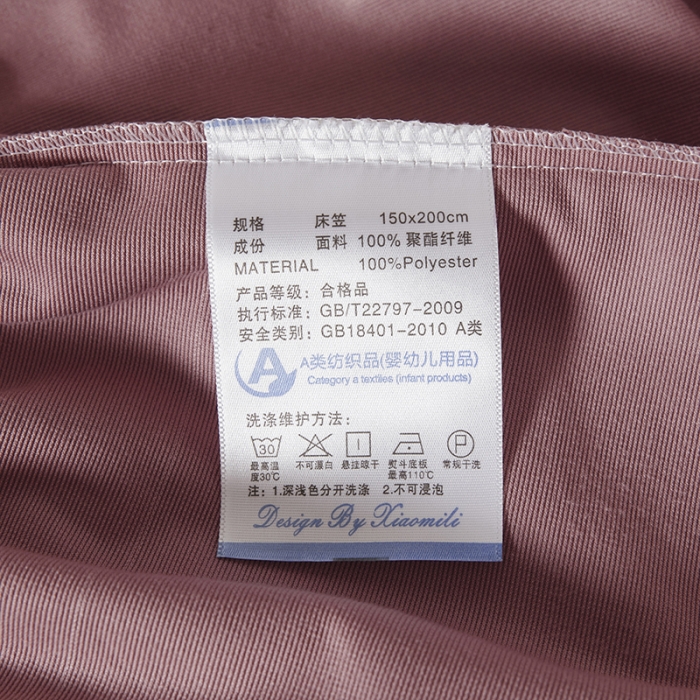 规格 床笠 150x200cm
成份 面料 100% 聚酯纤维
MATERIAL 100%Polyester
产品等级：合格品
执行标准：GB/T22797-2009
安全类别：GB18401-2010 A类
A A类纺织品(婴幼儿用品)
Category a textiles (infant products)
洗涤维护方法：
30 P
最高温度30℃ 不可漂白 悬挂晾干 熨斗底板最高110℃ 常规干洗
注：1.深浅色分开洗涤 2.不可浸泡
Design By Xiaomili